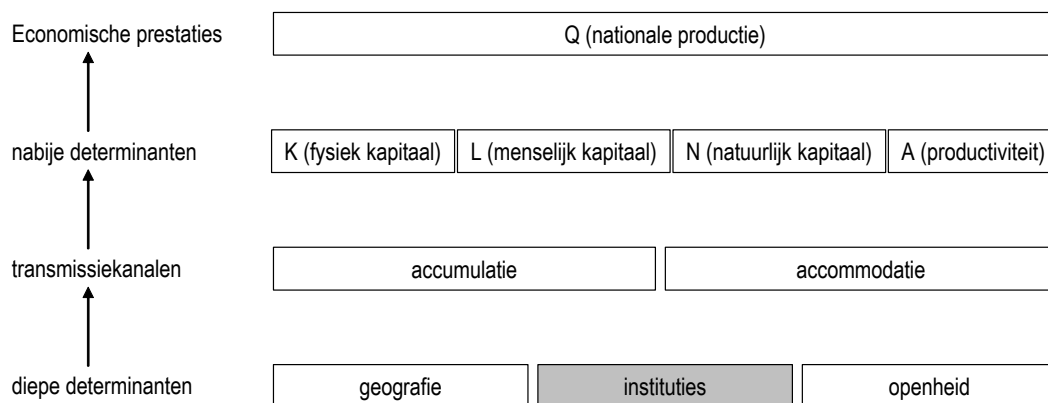 Economische prestaties Q (nationale productie)
nabije determinanten K (fysiek kapitaal) L (menselijk kapitaal) N (natuurlijk kapitaal) A (productiviteit)
transmissiekanalen accumulatie accommodatie
diepe determinanten geografie instituties openheid